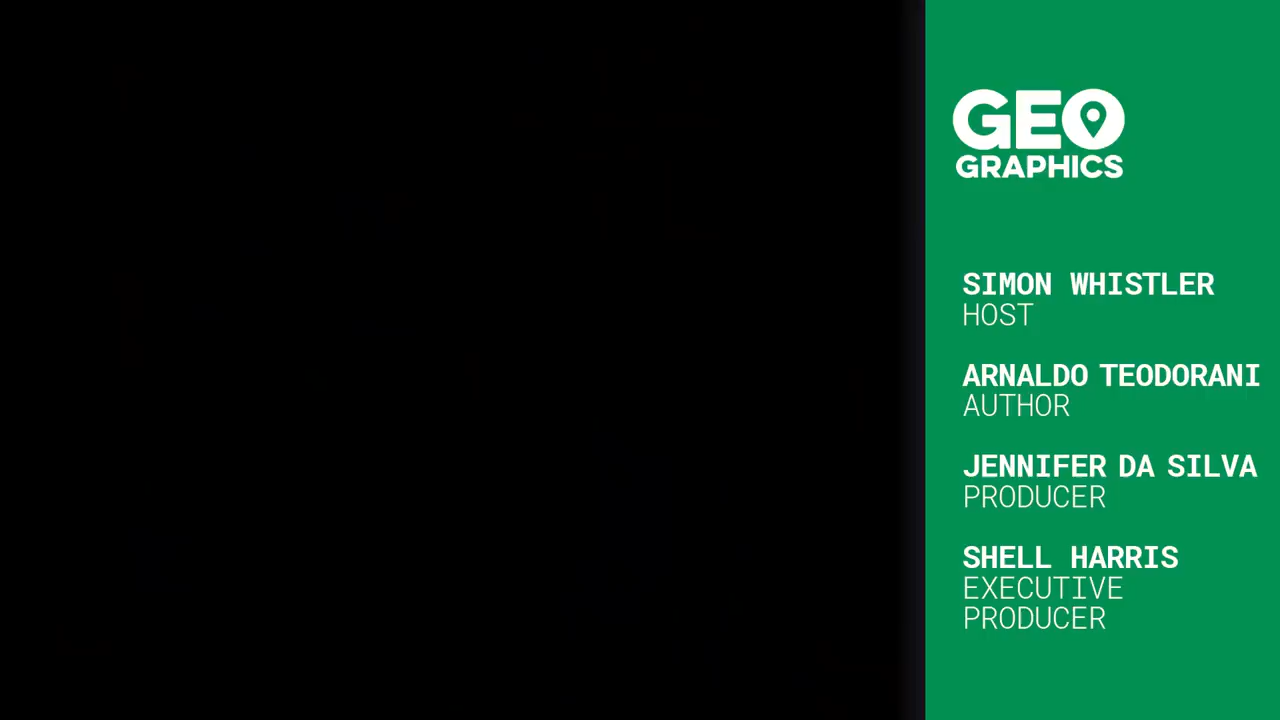 GEO
GRAPHICS
SIMON WHISTLER
HOST
ARNALDO TEODORANI
AUTHOR
JENNIFER DA SILVA
PRODUCER
SHELL HARRIS
EXECUTIVE
PRODUCER